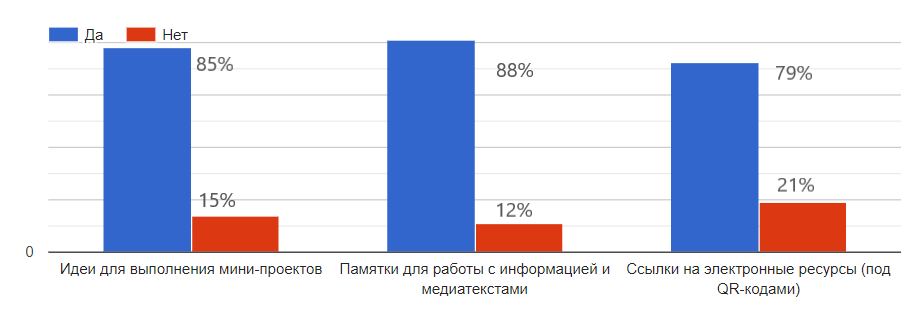 Да Нет
85%
15%
88%
12%
79%
21%
0
Идеи для выполнения мини-проектов
Памятки для работы с информацией и
медиатекстами
Ссылки на электронные ресурсы (под
QR-кодами)